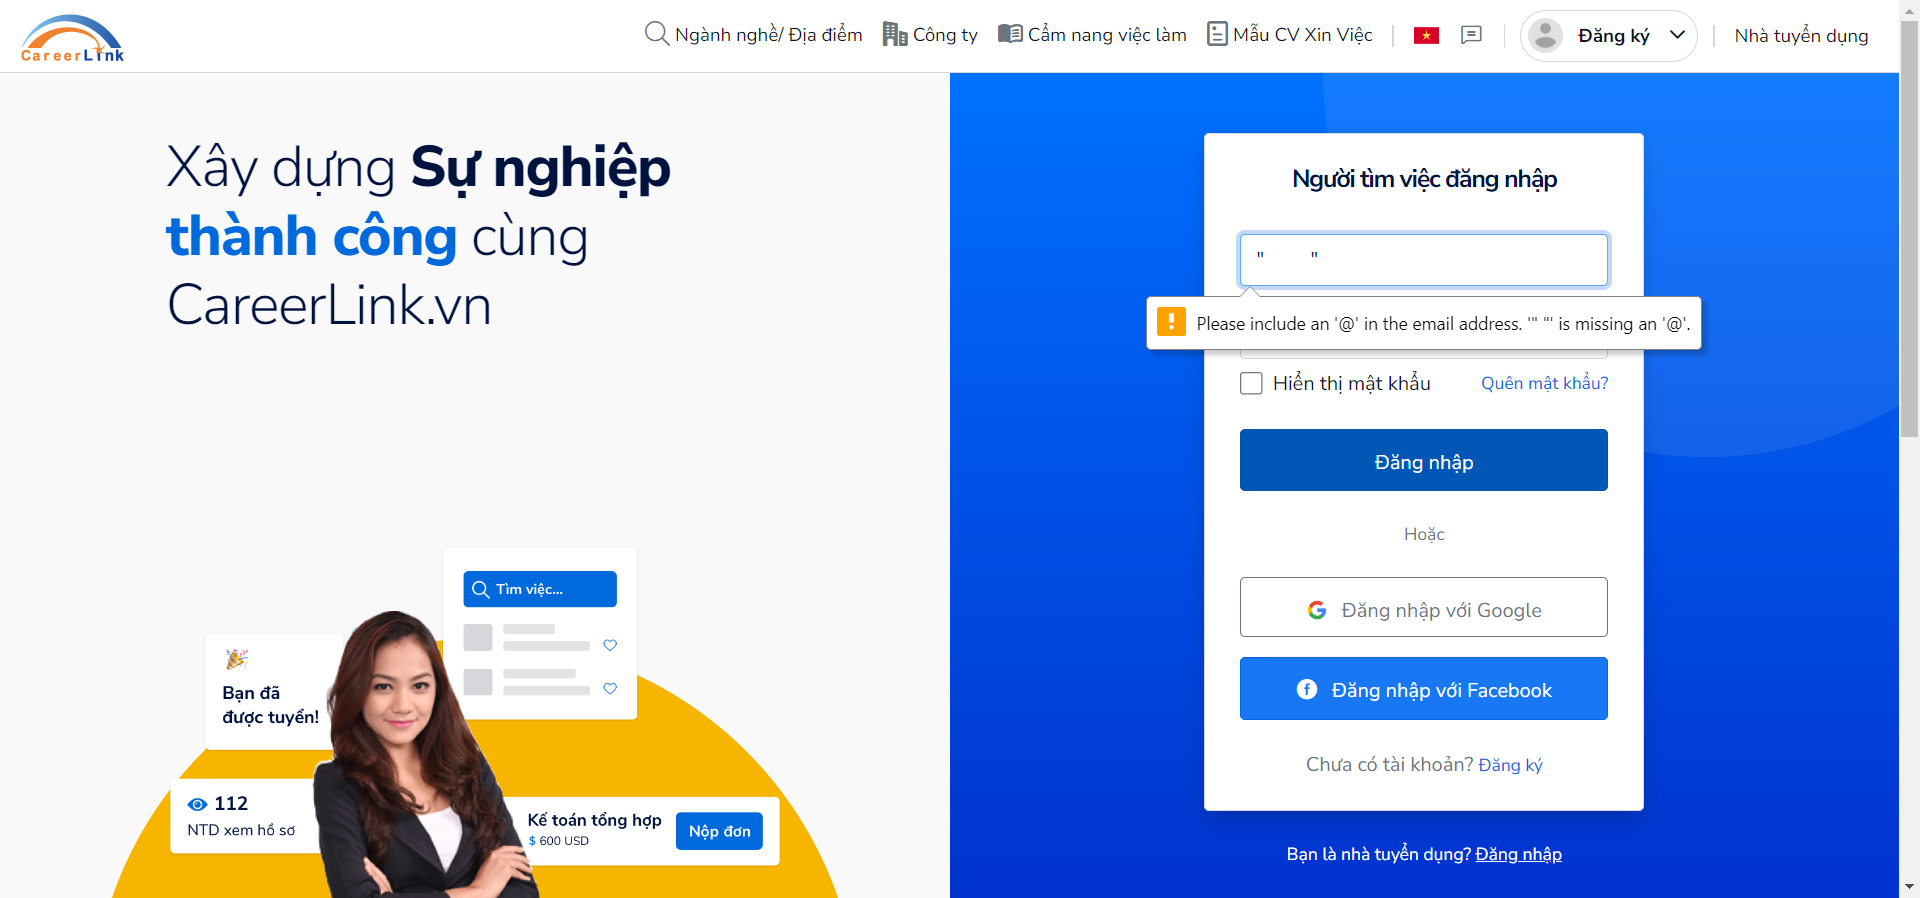 CareerLink
Ngành nghề/ Địa điểm
Công ty
Cẩm nang việc làm
Mẫu CV Xin Việc
Đăng ký
Nhà tuyển dụng
Xây dựng Sự nghiệp
thành công cùng
CareerLink.vn
Tìm việc...
Bạn đã
được tuyển!
112
NTD xem hồ sơ
Kế toán tổng hợp
$ 600 USD
Nộp đơn
Người tìm việc đăng nhập
"        "
Please include an '@' in the email address. '" "' is missing an '@'.
Hiển thị mật khẩu
Quên mật khẩu?
Đăng nhập
Hoặc
Đăng nhập với Google
Đăng nhập với Facebook
Chưa có tài khoản? Đăng ký
Bạn là nhà tuyển dụng? Đăng nhập